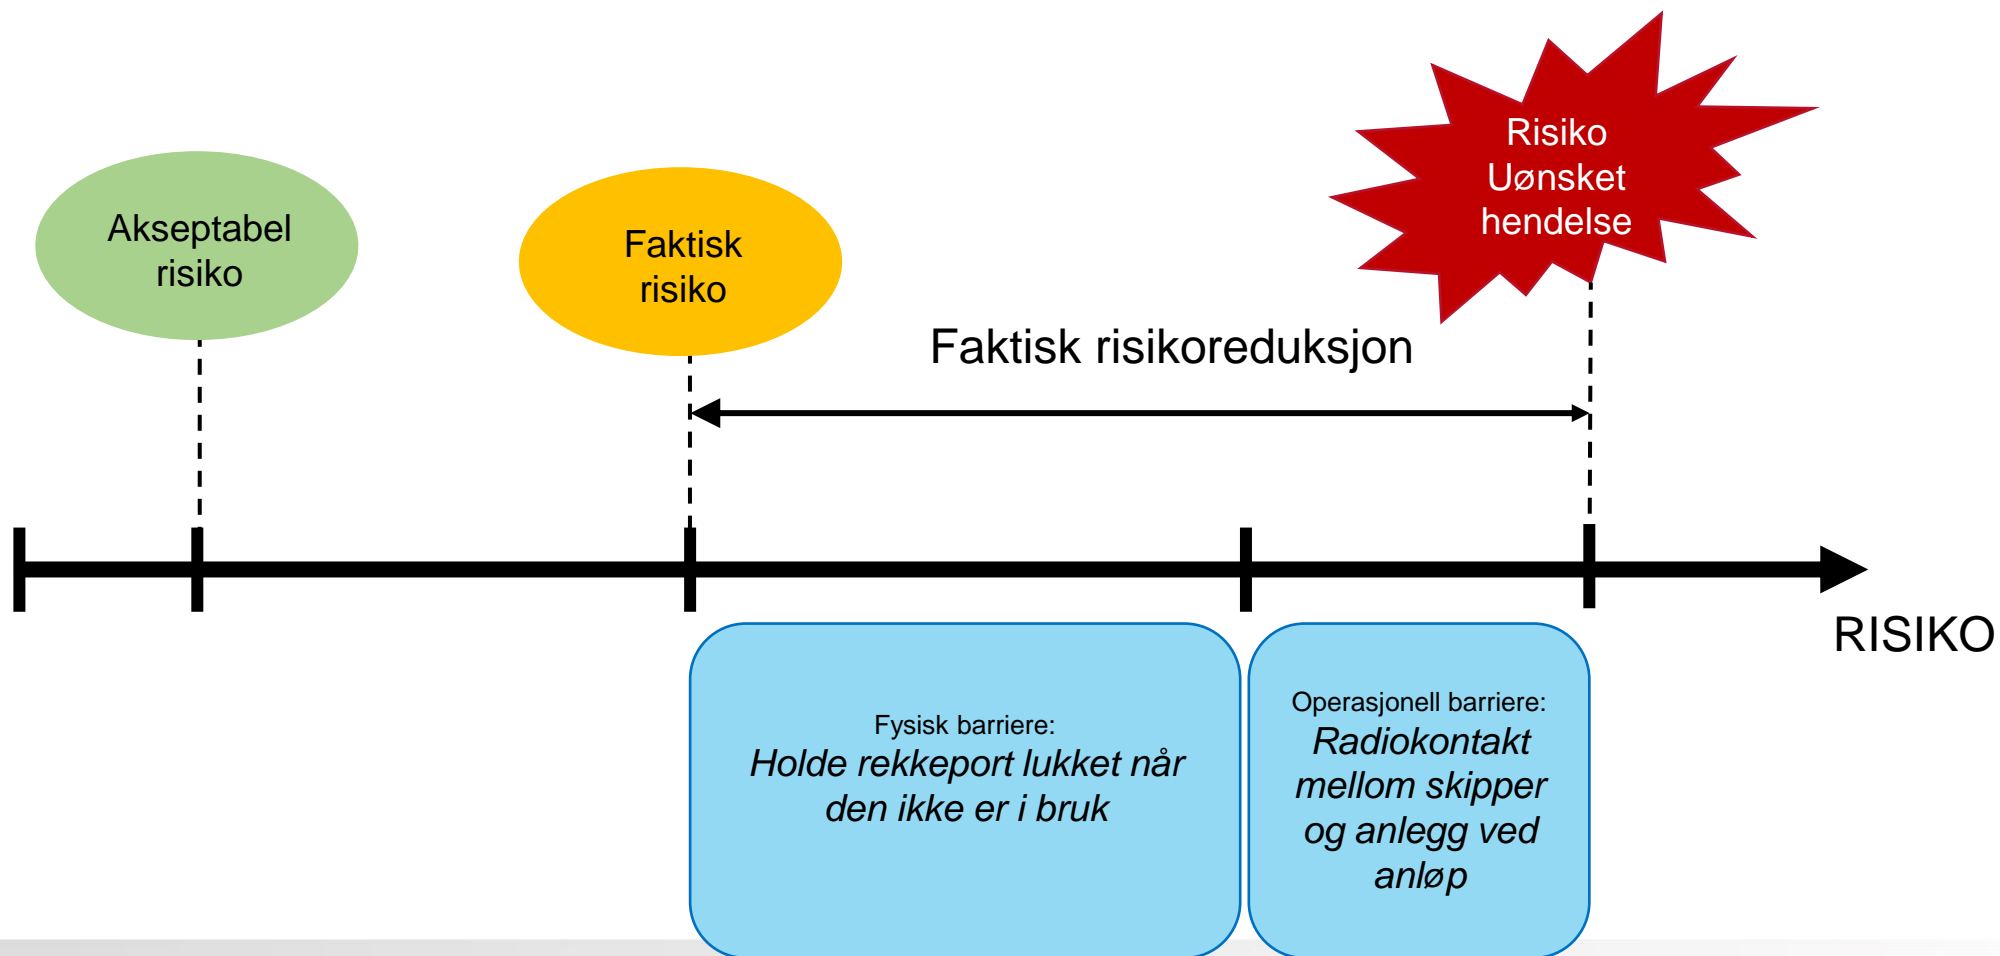 Risiko
Uønsket
hendelse
Akseptabel
risiko
Faktisk
risiko
Faktisk risikoreduksjon
RISIKO
Fysisk barriere:
Holde rekkeport lukket når
den ikke er i bruk
Operasjonell barriere:
Radiokontakt
mellom skipper
og anlegg ved
anløp